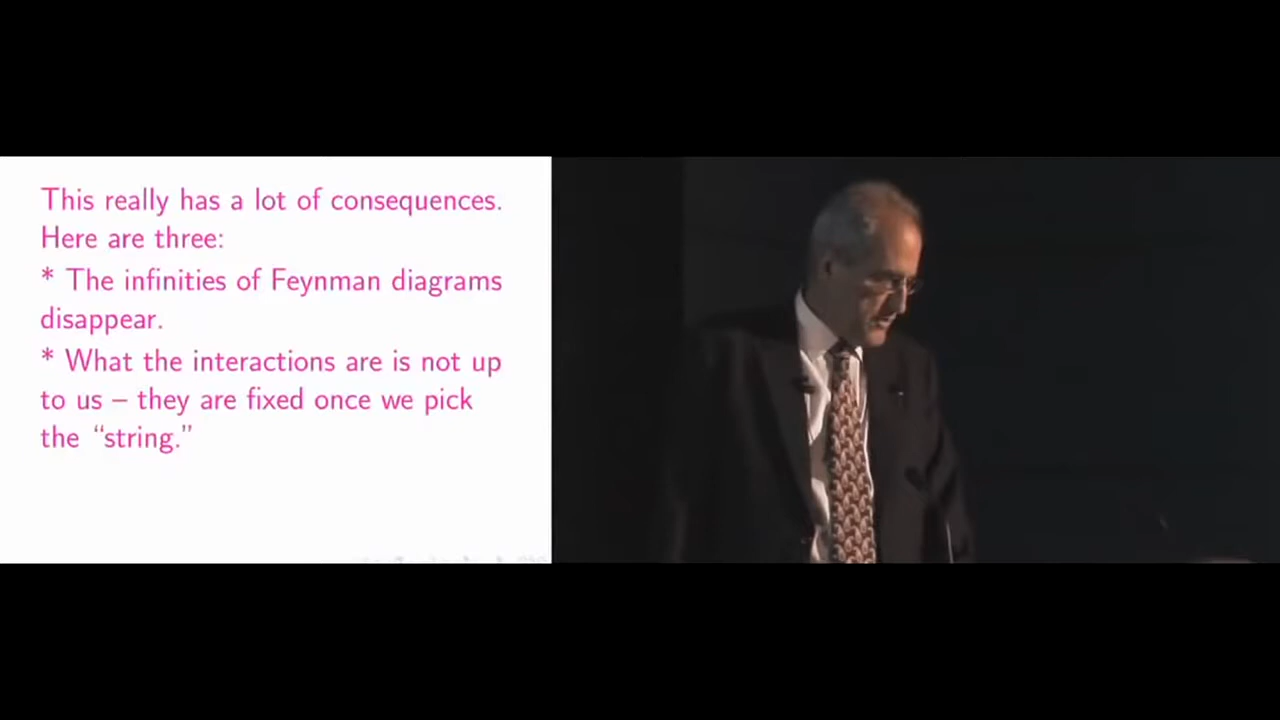 This really has a lot of consequences.
Here are three:
* The infinities of Feynman diagrams
disappear.
* What the interactions are is not up
to us – they are fixed once we pick
the “string.”